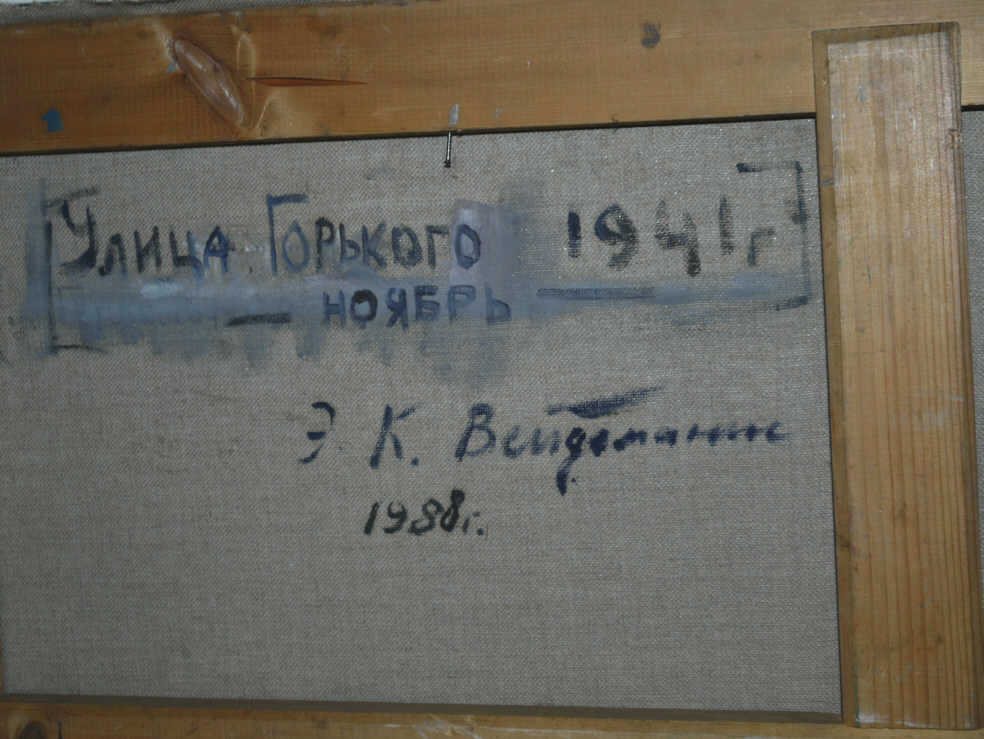 Улица Горького 1941г
— ноябрь —
Э. К. Вейдеманис
1988г.